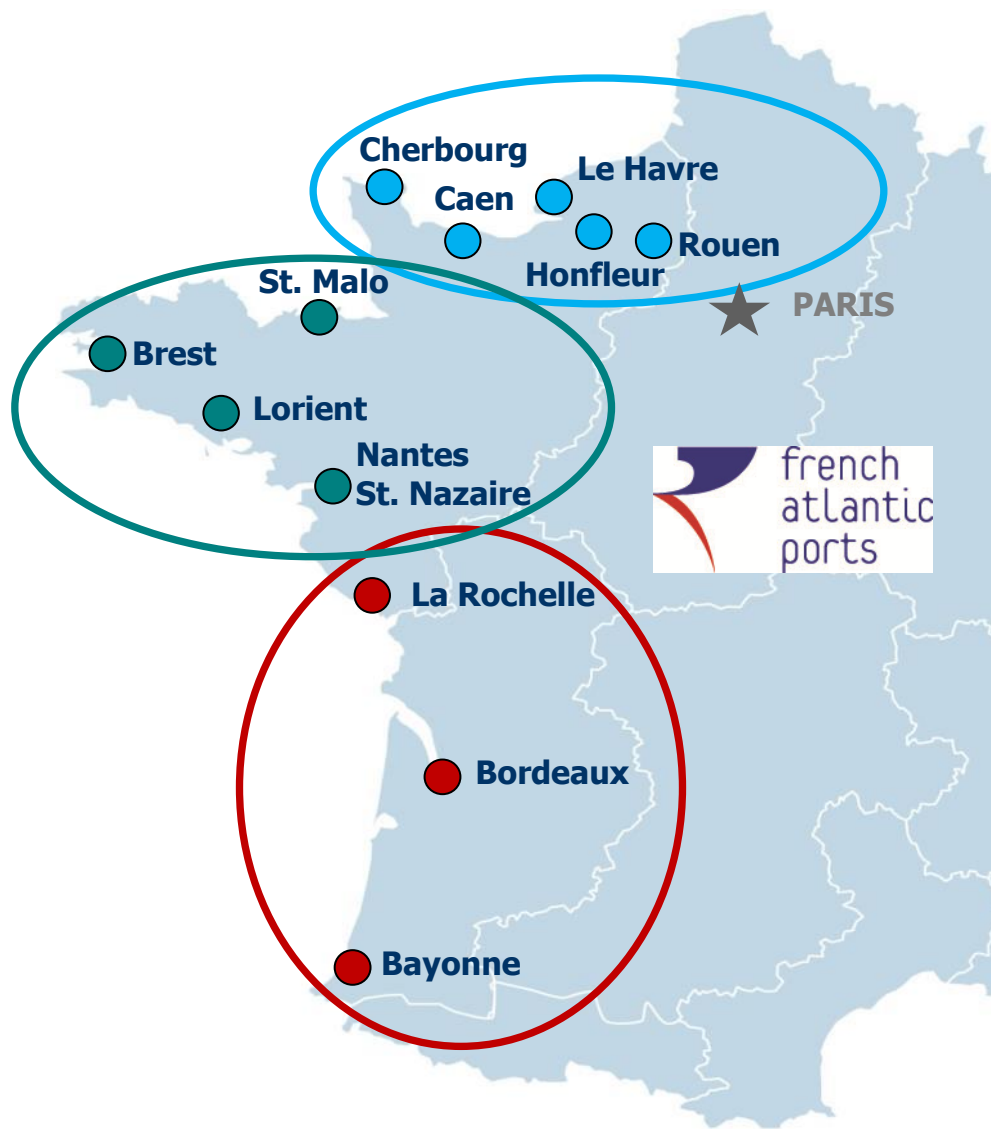 Cherbourg
Le Havre
Caen
Rouen
Honfleur
St. Malo
PARIS
Brest
Lorient
Nantes
St. Nazaire
french
atlantic
ports
La Rochelle
Bordeaux
Bayonne